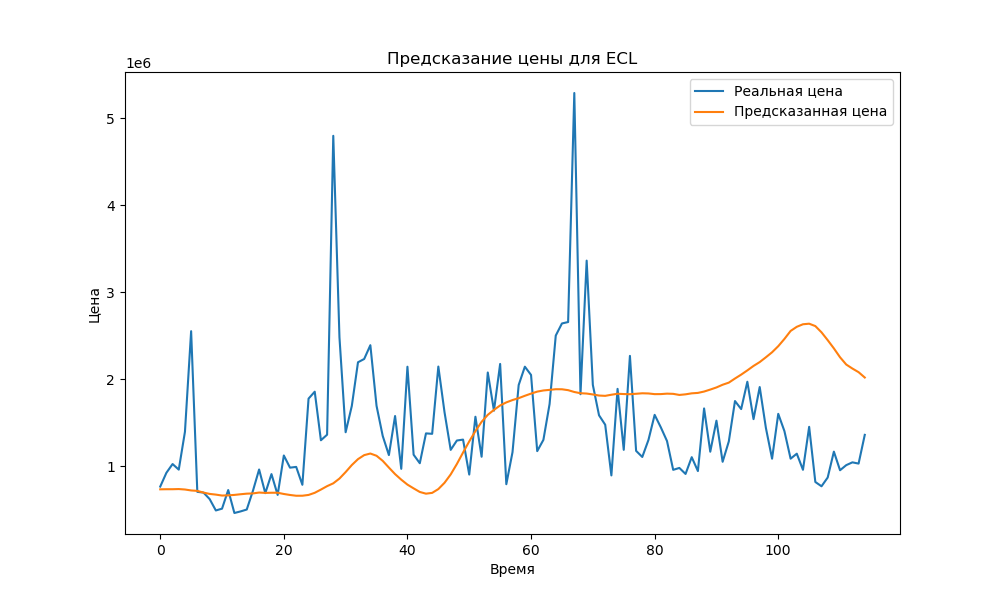 Предсказание цены для ECL
1e6
Реальная цена
Предсказанная цена
5
4
3
2
1
Цена
0 20 40 60 80 100
Время